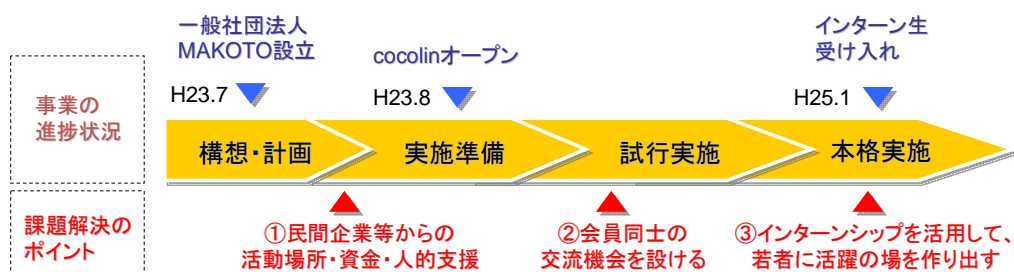 一般社団法人
MAKOTO設立
cocolinオープン
インターン生
受け入れ
H23.7
H23.8
H25.1
事業の
進捗状況
構想・計画
実施準備
試行実施
本格実施
課題解決の
ポイント
①民間企業等からの
活動場所・資金・人的支援
②会員同士の
交流機会を設ける
③インターンシップを活用して、
若者に活躍の場を作り出す